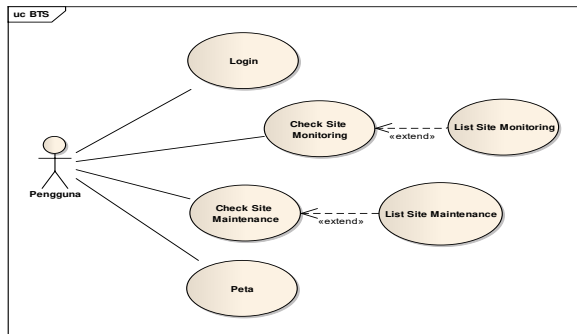 uc BTS
Login
Check Site
Monitoring
«extend»
List Site Monitoring
Pengguna
Check Site
Maintenance
«extend»
List Site Maintenance
Peta